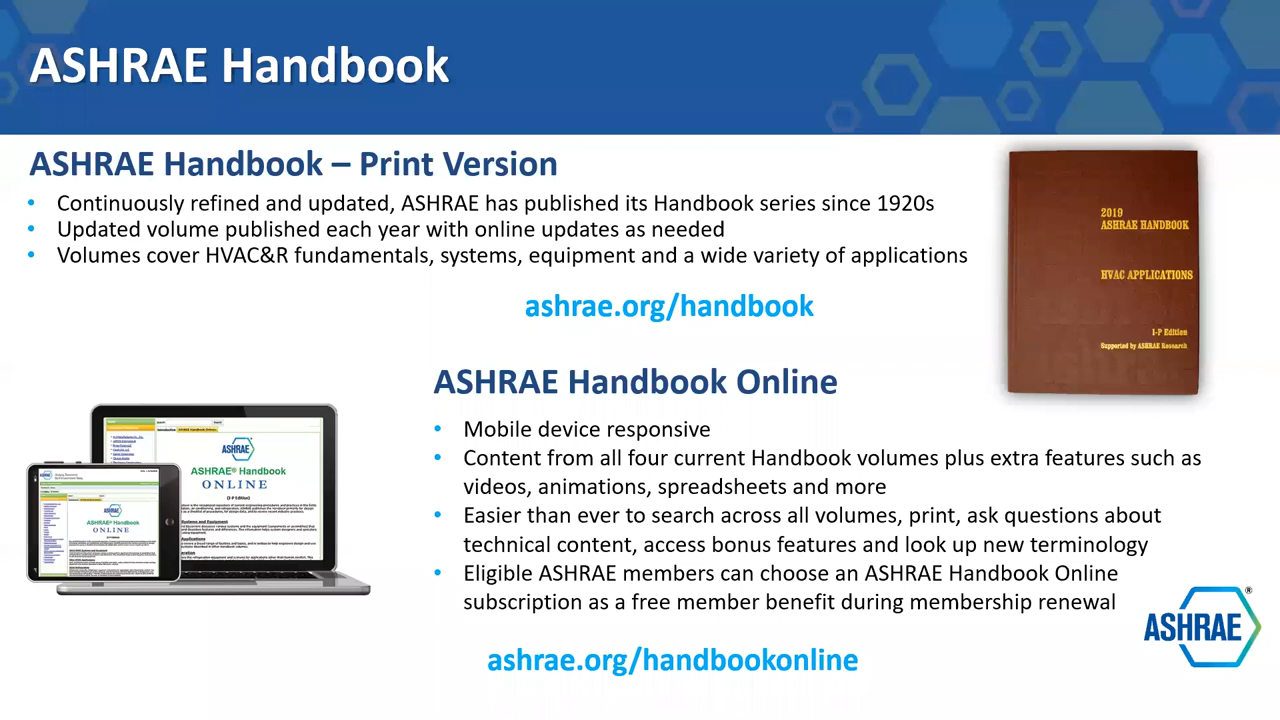 ASHRAE Handbook
ASHRAE Handbook – Print Version
• Continuously refined and updated, ASHRAE has published its Handbook series since 1920s
• Updated volume published each year with online updates as needed
• Volumes cover HVAC&R fundamentals, systems, equipment and a wide variety of applications
ashrae.org/handbook
2019
ASHRAE HANDBOOK
HVAC APPLICATIONS
I-P Edition
Supported by ASHRAE Research
ASHRAE Handbook Online
• Mobile device responsive
• Content from all four current Handbook volumes plus extra features such as
videos, animations, spreadsheets and more
• Easier than ever to search across all volumes, print, ask questions about
technical content, access bonus features and look up new terminology
• Eligible ASHRAE members can choose an ASHRAE Handbook Online
subscription as a free member benefit during membership renewal
ashrae.org/handbookonline
ASHRAE
ASHRAE® Handbook
ONLINE
(I-P Edition)
ASHRAE
ASHRAE® Handbook
ONLINE
ASHRAE®